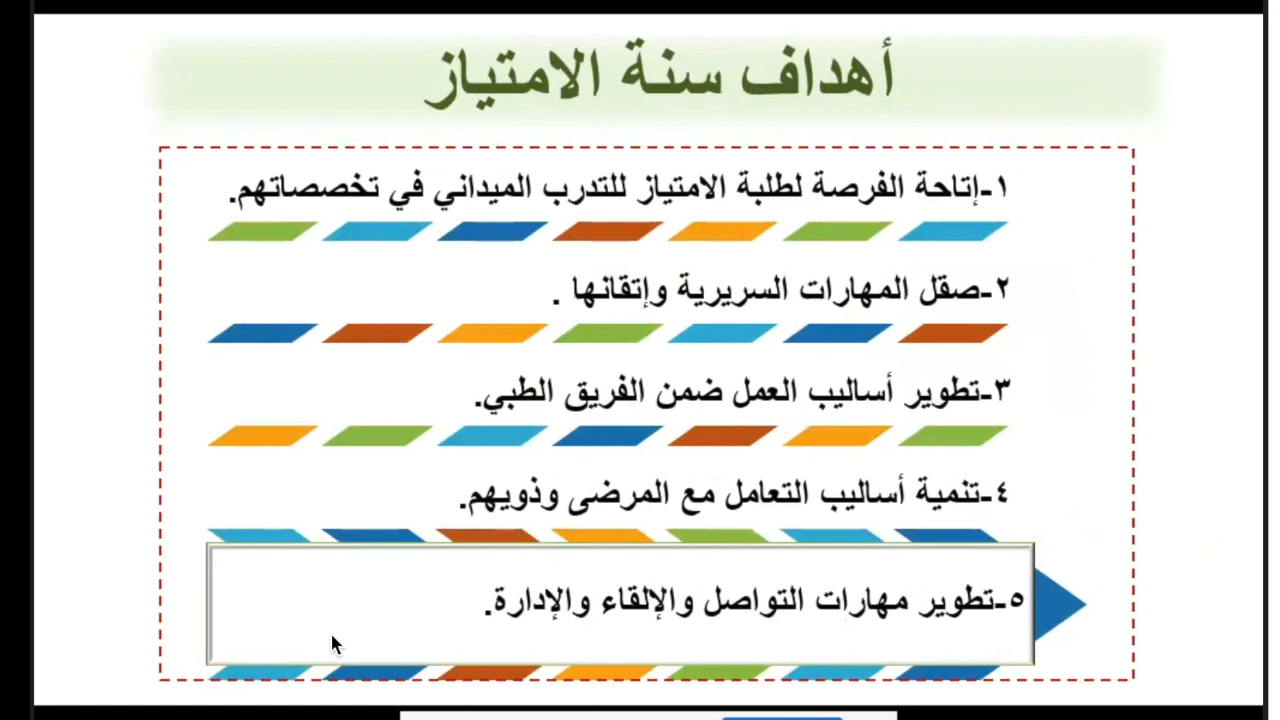 أهداف سنة الامتياز
١-إتاحة الفرصة لطلبة الامتياز للتدرب الميداني في تخصصاتهم.
٢-صقل المهارات السريرية وإتقانها .
٣-تطوير أساليب العمل ضمن الفريق الطبي.
٤-تنمية أساليب التعامل مع المرضى وذويهم.
٥-تطوير مهارات التواصل والإلقاء والإدارة.